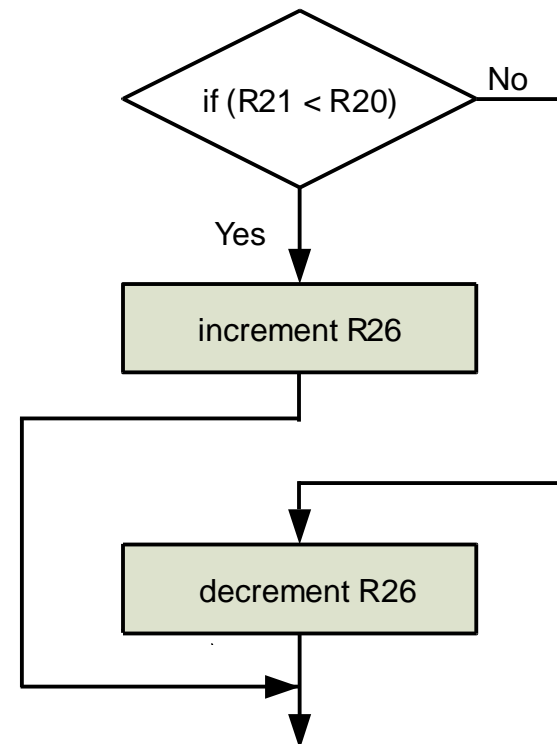 if (R21 < R20)
No
Yes
increment R26
decrement R26